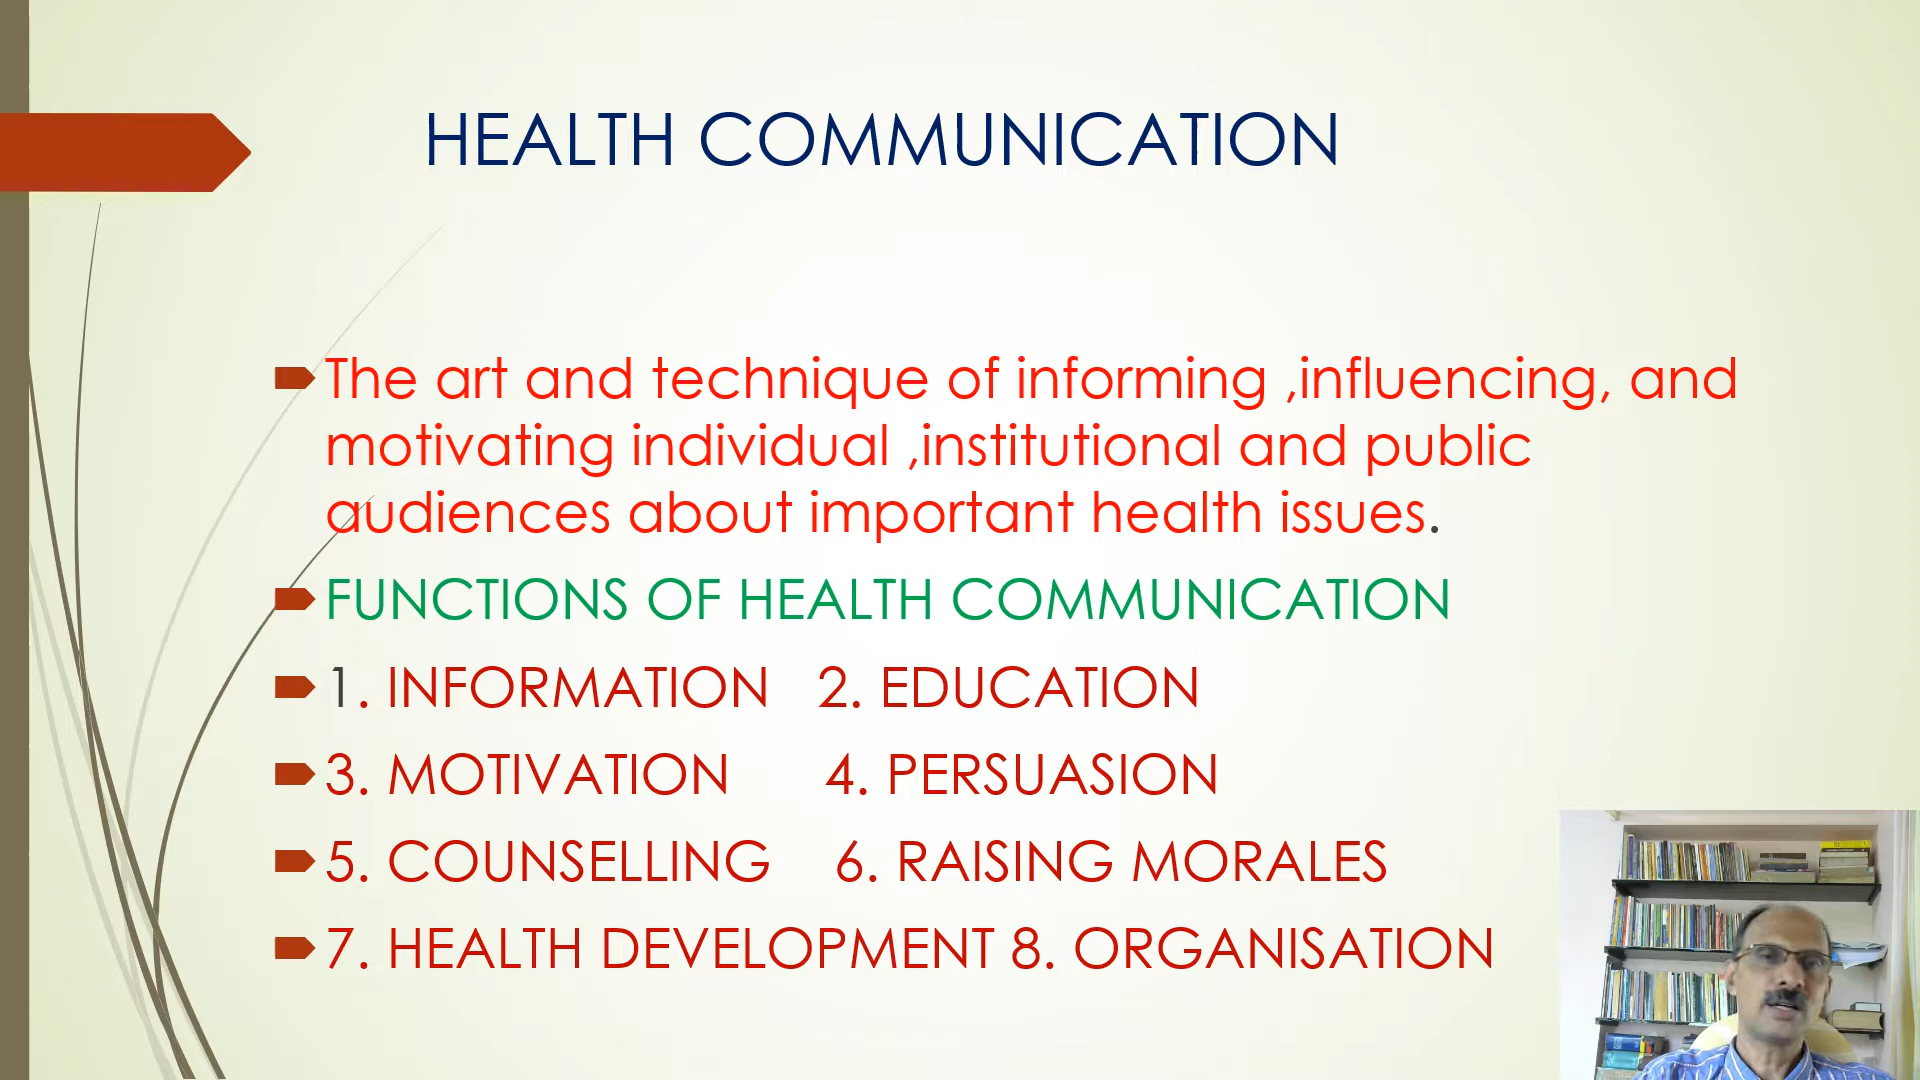 HEALTH COMMUNICATION
The art and technique of informing ,influencing, and
motivating individual ,institutional and public
audiences about important health issues.
FUNCTIONS OF HEALTH COMMUNICATION
1. INFORMATION 2. EDUCATION
3. MOTIVATION 4. PERSUASION
5. COUNSELLING 6. RAISING MORALES
7. HEALTH DEVELOPMENT 8. ORGANISATION